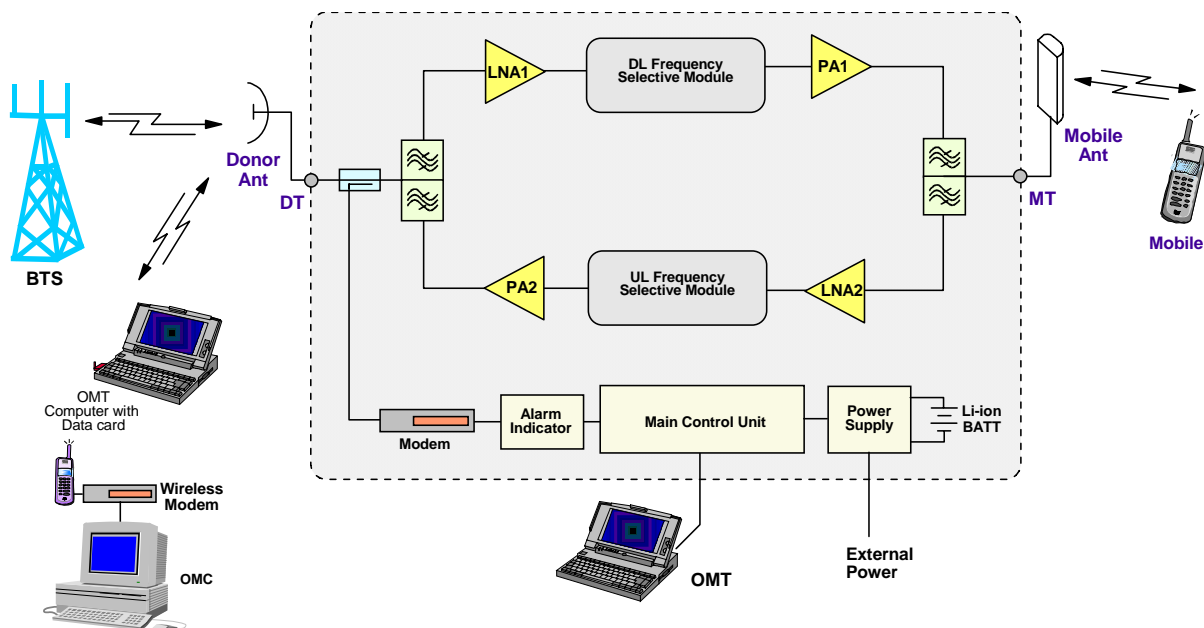 LNA1
DL Frequency
Selective Module
PA1
Donor
Ant
DT
Mobile
Ant
MT
Mobile
BTS
PA2
UL Frequency
Selective Module
LNA2
OMT
Computer with
Data card
Modem
Alarm
Indicator
Main Control Unit
Power
Supply
Li-ion
BATT
Wireless
Modem
OMC
OMT
External
Power